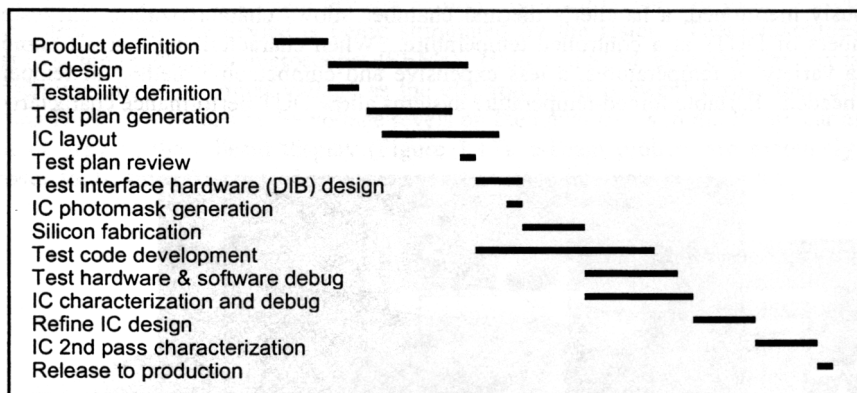 Product definition
IC design
Testability definition
Test plan generation
IC layout
Test plan review
Test interface hardware (DIB) design
IC photomask generation
Silicon fabrication
Test code development
Test hardware & software debug
IC characterization and debug
Refine IC design
IC 2nd pass characterization
Release to production